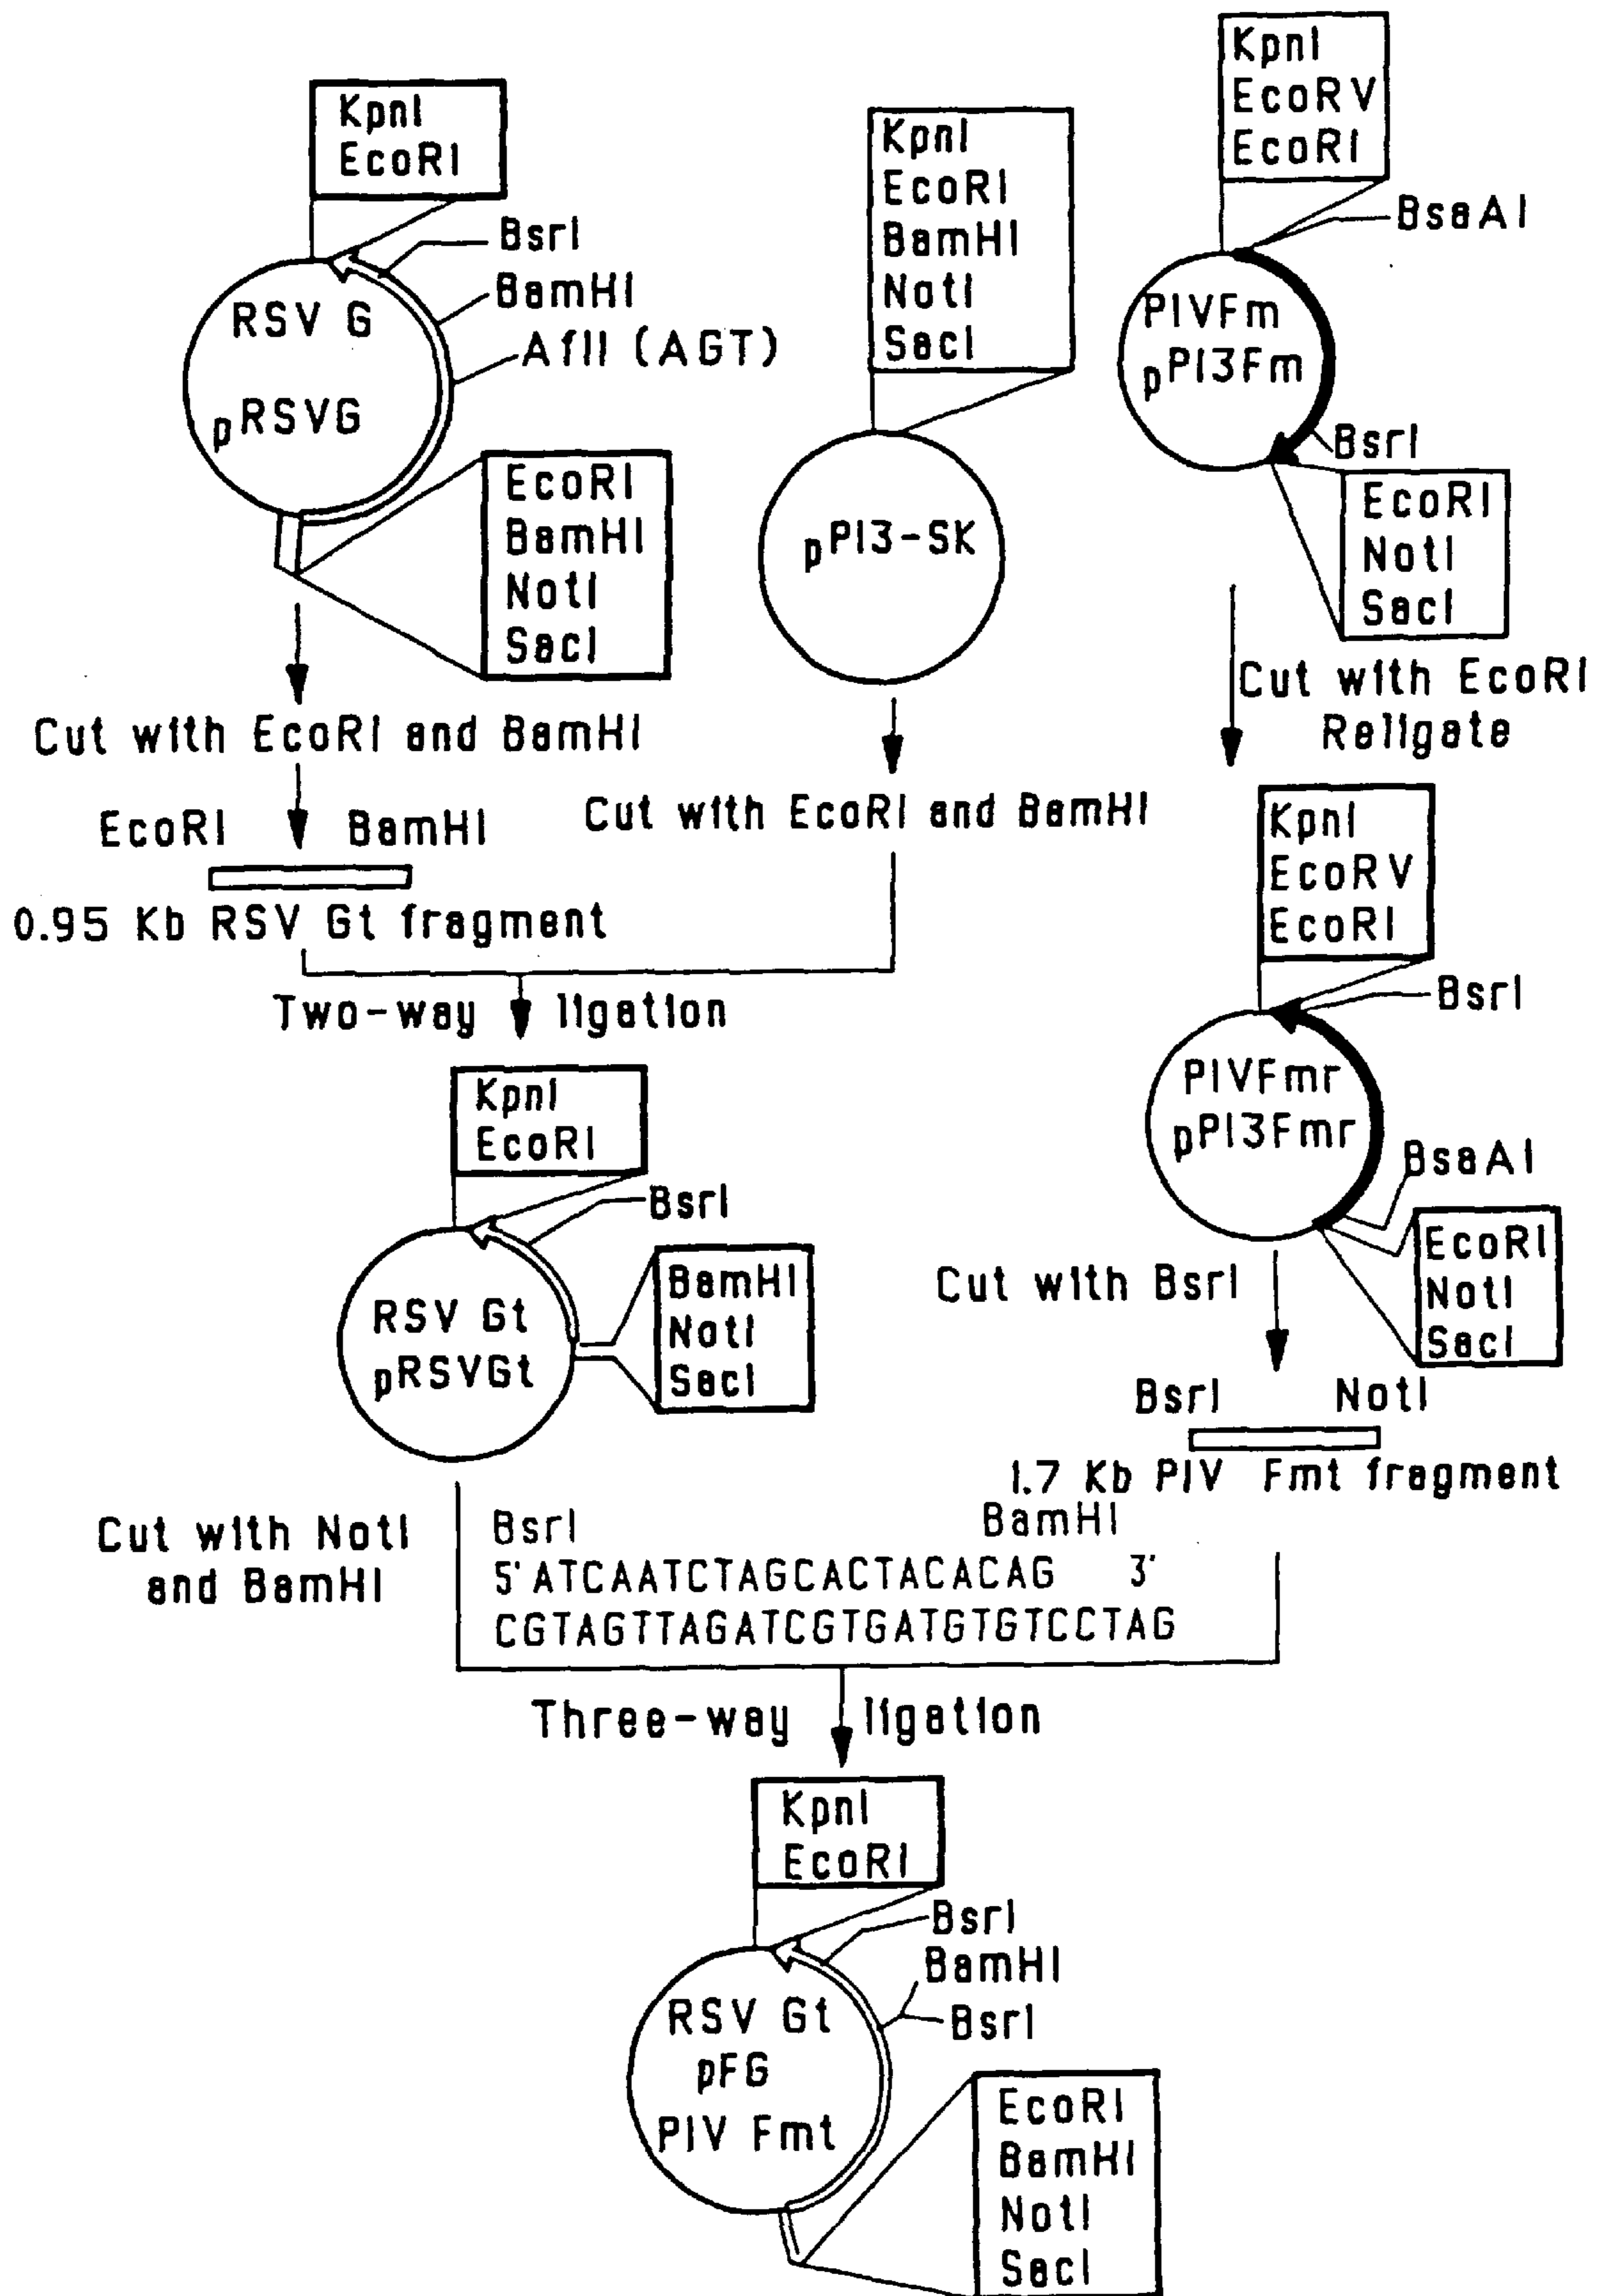 KpnI
EcoRI
BsrI
BamHI
AflI (AGT)
RSV G
pRSVG
EcoRI
BamHI
NotI
SacI
Cut with EcoRI and BamHI
EcoRI BamHI
0.95 Kb RSV Gt fragment
KpnI
EcoRI
BamHI
NotI
SacI
pPI3-SK
Cut with EcoRI and BamHI
KpnI
EcoRV
EcoRI
BsaAI
PIVFm
pPI3Fm
BsrI
EcoRI
NotI
SacI
Cut with EcoRI
Religate
Two-way ligation
KpnI
EcoRV
EcoRI
BsrI
PIVFmr
pPI3Fmr
BsaAI
EcoRI
NotI
SacI
Cut with BsrI
BsrI NotI
1.7 Kb PIV Fmt fragment
KpnI
EcoRI
BsrI
BamHI
NotI
SacI
RSV Gt
pRSVGt
Cut with NotI
and BamHI
BsrI BamHI
5'ATCAATCTAGCACTACACAG 3'
CGTAGTTAGATCGTGATGTGTCCTAG
Three-way ligation
KpnI
EcoRI
BsrI
BamHI
BsrI
RSV Gt
pFG
PIV Fmt
EcoRI
BamHI
NotI
SacI